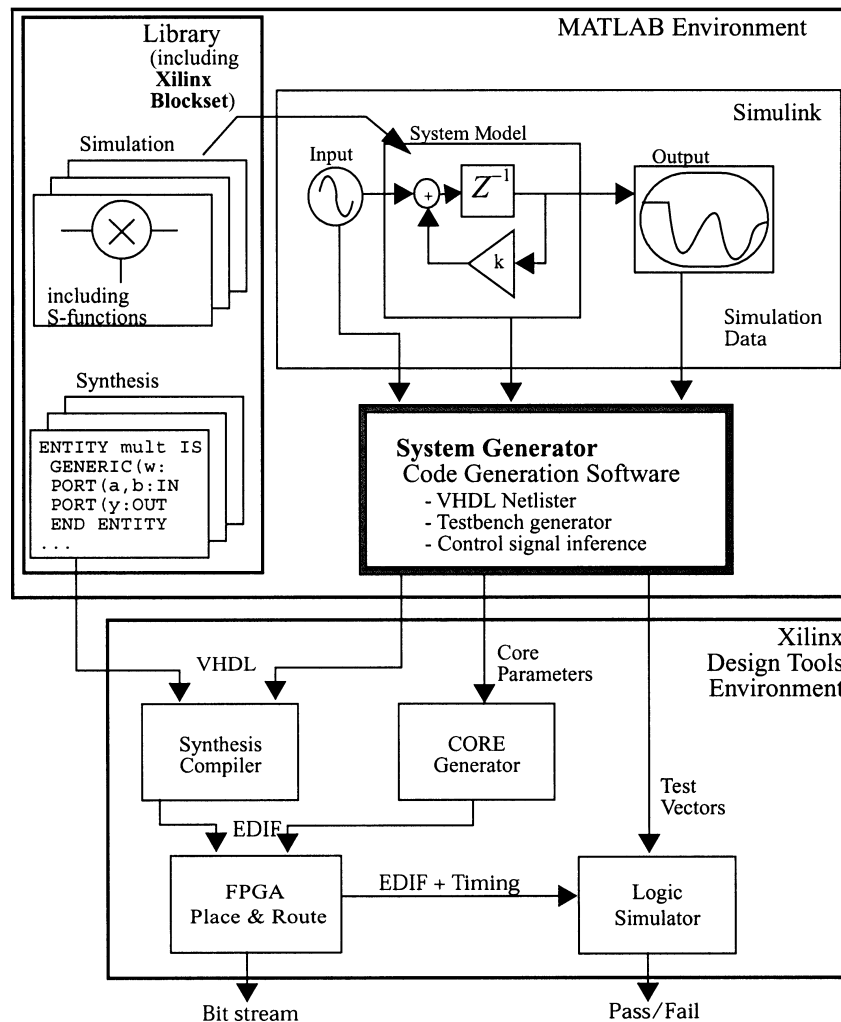 MATLAB Environment
Library
(including
Xilinx
Blockset)
Simulation
including
S-functions
Synthesis
ENTITY mult IS
GENERIC(w:
PORT(a,b:IN
PORT(y:OUT
END ENTITY
...
Simulink
System Model
Input
+
Z⁻¹
k
Output
Simulation
Data
System Generator
Code Generation Software
- VHDL Netlister
- Testbench generator
- Control signal inference
Xilinx
Design Tools
Environment
VHDL
Core
Parameters
Synthesis
Compiler
CORE
Generator
Test
Vectors
EDIF
FPGA
Place & Route
EDIF + Timing
Logic
Simulator
Bit stream
Pass/Fail